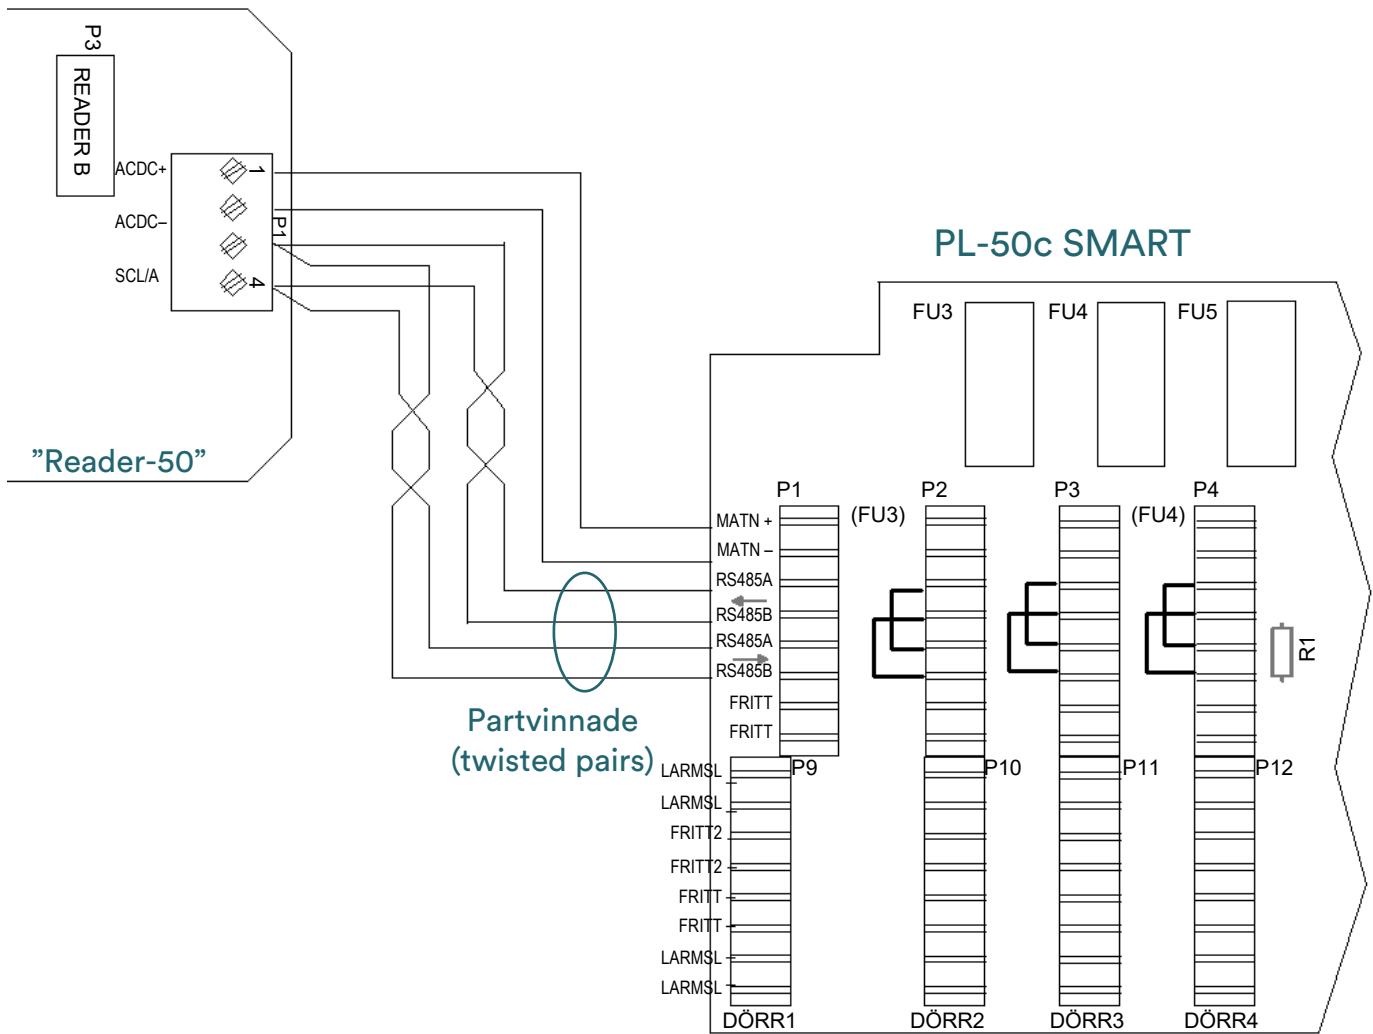 P3
READER B
ACDC+
ACDC–
SCL/A
1
P1
4
"Reader-50"
PL-50c SMART
FU3
FU4
FU5
P1
P2
P3
P4
(FU3)
(FU4)
MATN +
MATN –
RS485A
RS485B
RS485A
RS485B
FRITT
FRITT
R1
Partvinnade
(twisted pairs)
P9
P10
P11
P12
LARMSL
LARMSL
FRITT2
FRITT2
FRITT
FRITT
LARMSL
LARMSL
DÖRR1
DÖRR2
DÖRR3
DÖRR4